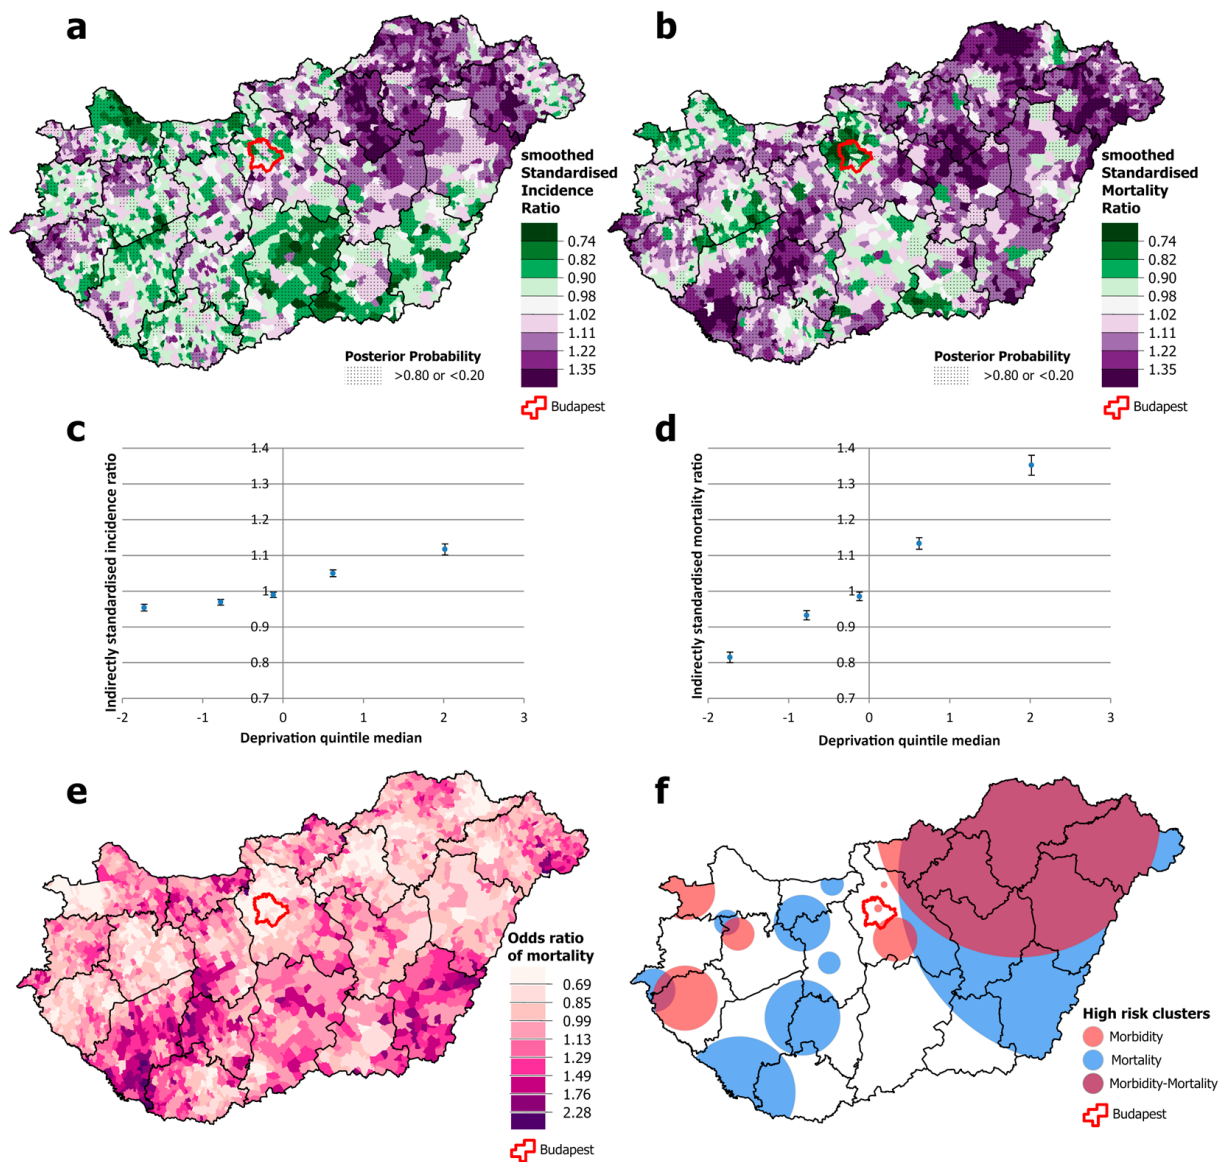 a
smoothed
Standardised
Incidence
Ratio
0.74
0.82
0.90
0.98
1.02
1.11
1.22
1.35
Posterior Probability
>0.80 or <0.20
Budapest
b
smoothed
Standardised
Mortality
Ratio
0.74
0.82
0.90
0.98
1.02
1.11
1.22
1.35
Posterior Probability
>0.80 or <0.20
Budapest
c
Indirectly standardised incidence ratio
1.4
1.3
1.2
1.1
1
0.9
0.8
0.7
-2
-1
0
1
2
3
Deprivation quintile median
d
Indirectly standardised mortality ratio
1.4
1.3
1.2
1.1
1
0.9
0.8
0.7
-2
-1
0
1
2
3
Deprivation quintile median
e
Odds ratio
of mortality
0.69
0.85
0.99
1.13
1.29
1.49
1.76
2.28
Budapest
f
High risk clusters
Morbidity
Mortality
Morbidity-Mortality
Budapest